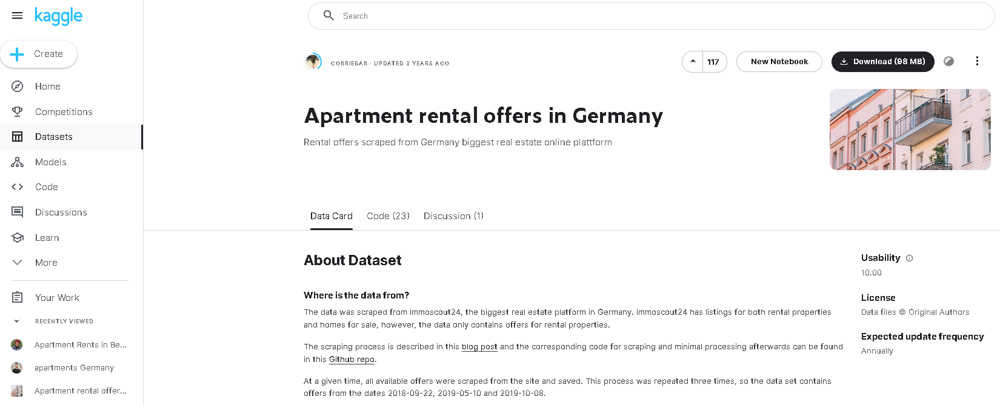 kaggle
Search
Create
Home
Competitions
Datasets
Models
Code
Discussions
Learn
More
Your Work
RECENTLY VIEWED
Apartment Rents in Be...
apartments Germany
Apartment rental offer...
CORRIEBAR · UPDATED 3 YEARS AGO
117
New Notebook
Download (98 MB)
Apartment rental offers in Germany
Rental offers scraped from Germany biggest real estate online plattform
Data Card
Code (23)
Discussion (1)
About Dataset
Where is the data from?
The data was scraped from Immoscout24, the biggest real estate platform in Germany. Immoscout24 has listings for both rental properties
and homes for sale, however, the data only contains offers for rental properties.
The scraping process is described in this blog post and the corresponding code for scraping and minimal processing afterwards can be found
in this Github repo.
At a given time, all available offers were scraped from the site and saved. This process was repeated three times, so the data set contains
offers from the dates 2018-09-22, 2019-05-10 and 2019-10-08.
Usability
10.00
License
Data files © Original Authors
Expected update frequency
Annually